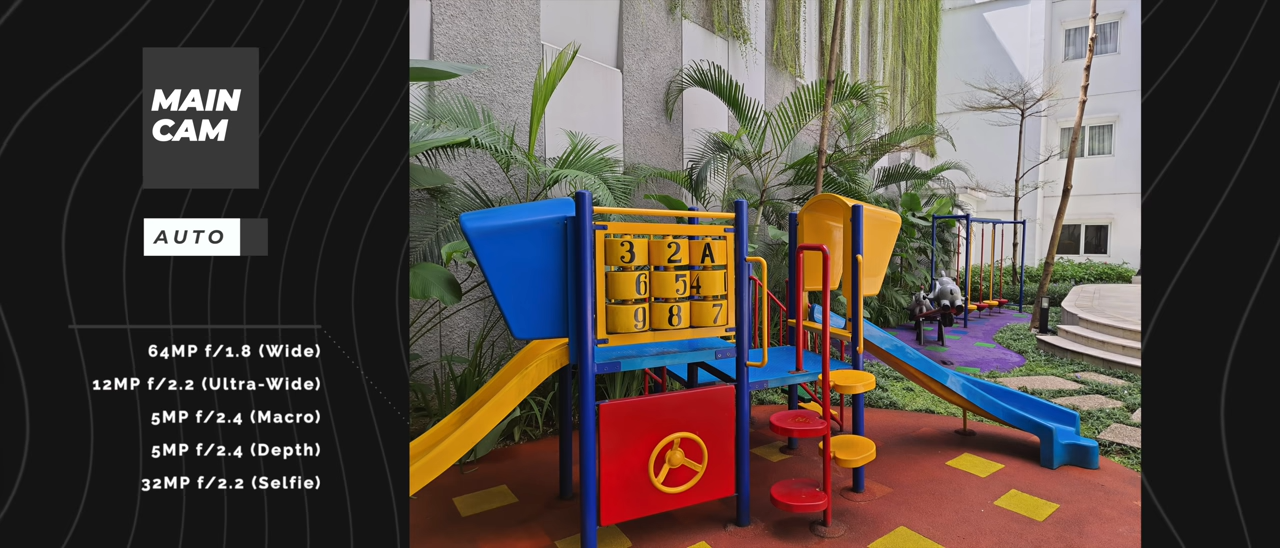 MAIN
CAM
AUTO
64MP f/1.8 (Wide)
12MP f/2.2 (Ultra-Wide)
5MP f/2.4 (Macro)
5MP f/2.4 (Depth)
32MP f/2.2 (Selfie)
3 2 A
6 5 4
9 8 7